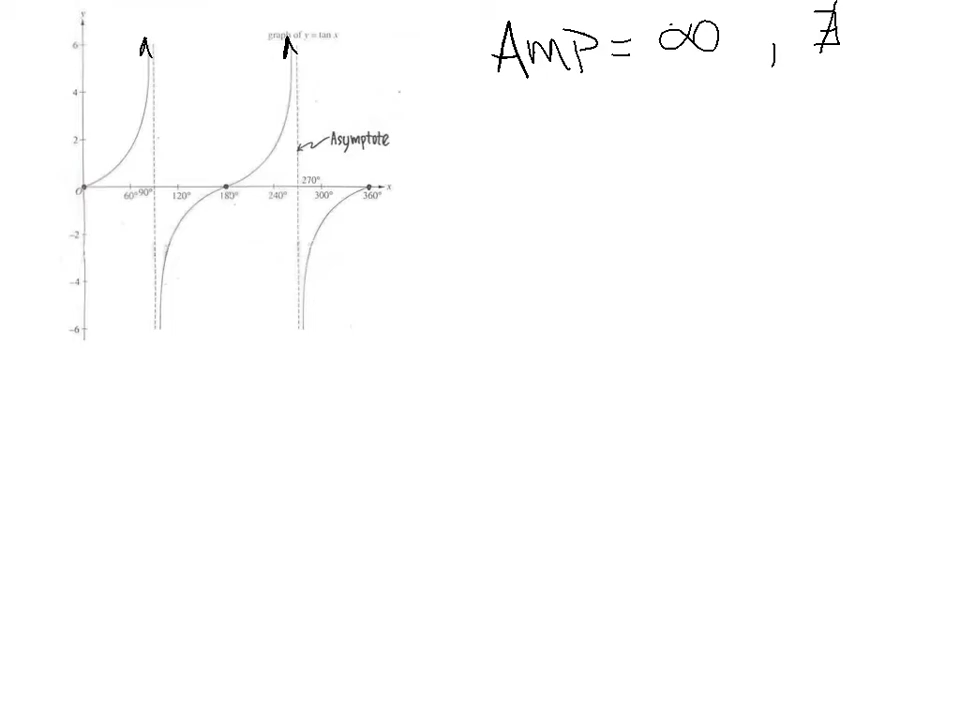 y
graph of y = tan x
AMP = ∞ , ∄
6
4
2
Asymptote
270°
O 60° 90° 120° 180° 240° 300° 360° x
-2
-4
-6